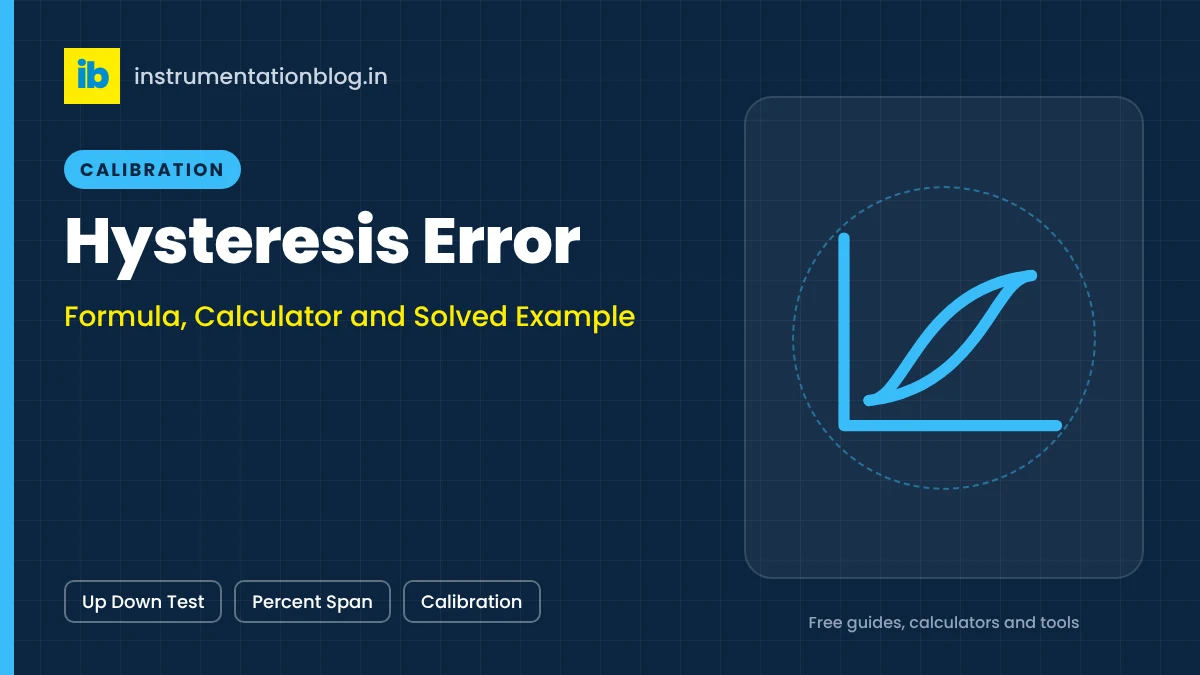 ib
instrumentationblog.in
CALIBRATION
Hysteresis Error
Formula, Calculator and Solved Example
Up Down Test
Percent Span
Calibration
Free guides, calculators and tools